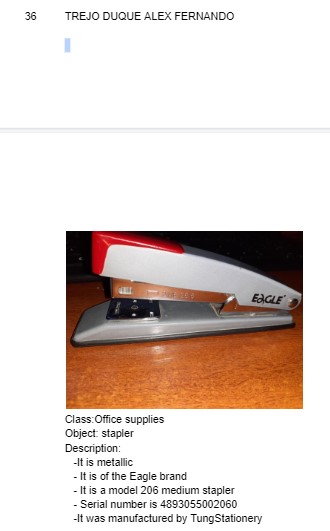 36 TREJO DUQUE ALEX FERNANDO
EAGLE
Class:Office supplies
Object: stapler
Description:
-It is metallic
- It is of the Eagle brand
- It is a model 206 medium stapler
- Serial number is 4893055002060
-It was manufactured by TungStationery